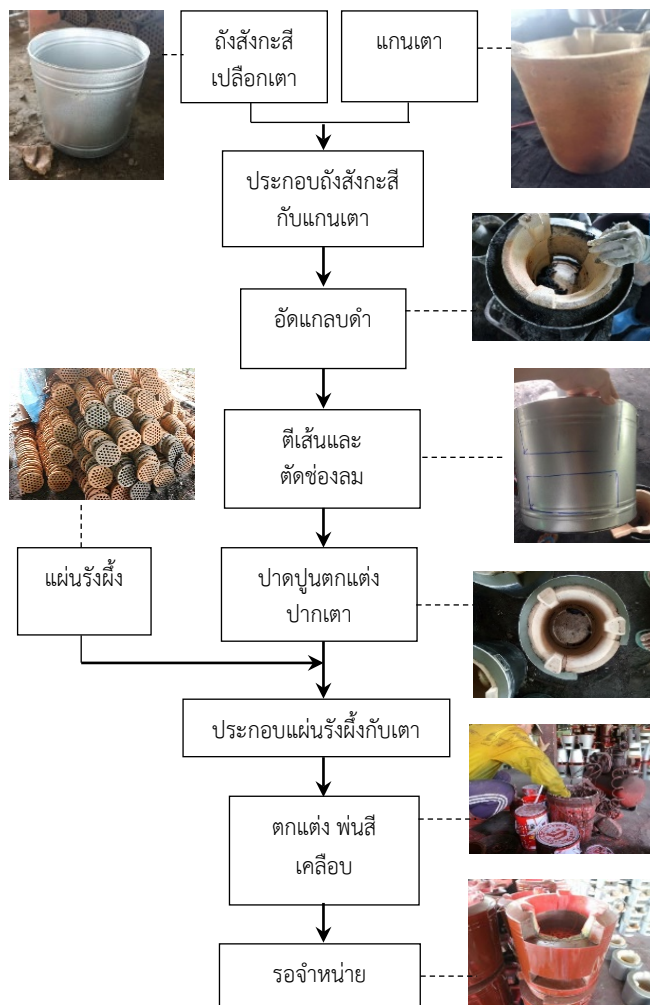 ถังสังกะสี
เปลือกเตา
แกนเตา
ประกอบถังสังกะสี
กับแกนเตา
อัดแกลบดำ
ตีเส้นและ
ตัดช่องลม
แผ่นรังผึ้ง
ปาดปูนตกแต่ง
ปากเตา
ประกอบแผ่นรังผึ้งกับเตา
ตกแต่ง พ่นสี
เคลือบ
รอจำหน่าย